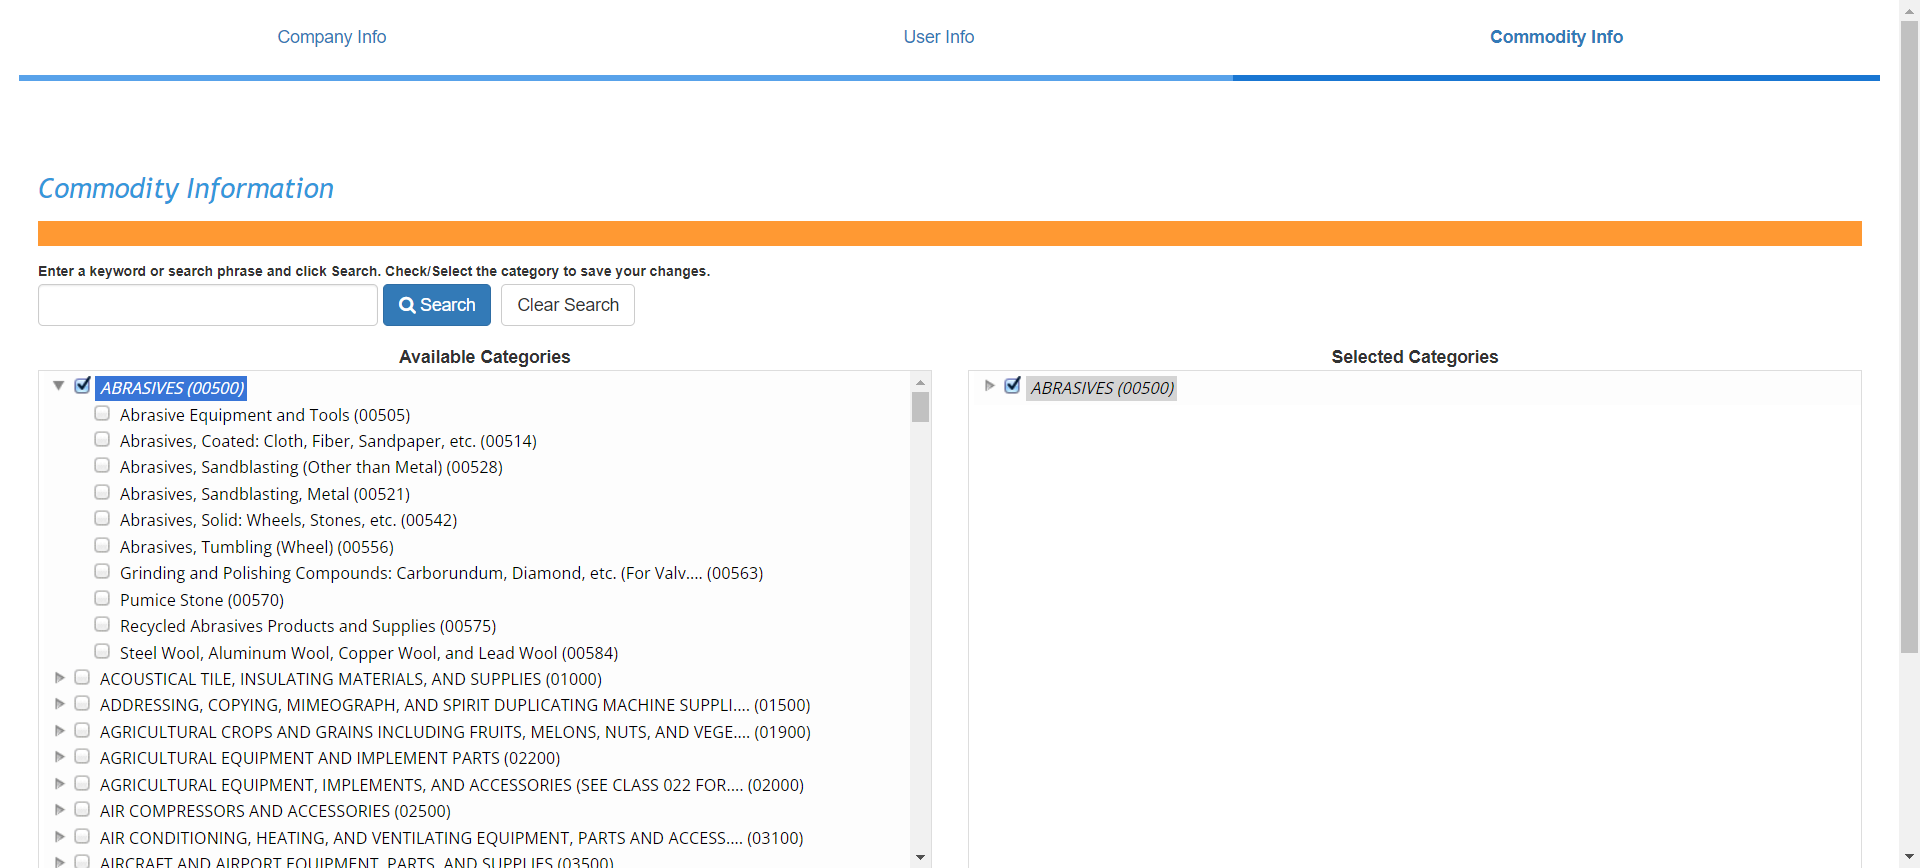 Company Info
User Info
Commodity Info
Commodity Information
Enter a keyword or search phrase and click Search. Check/Select the category to save your changes.
Search
Clear Search
Available Categories
ABRASIVES (00500)
Abrasive Equipment and Tools (00505)
Abrasives, Coated: Cloth, Fiber, Sandpaper, etc. (00514)
Abrasives, Sandblasting (Other than Metal) (00528)
Abrasives, Sandblasting, Metal (00521)
Abrasives, Solid: Wheels, Stones, etc. (00542)
Abrasives, Tumbling (Wheel) (00556)
Grinding and Polishing Compounds: Carborundum, Diamond, etc. (For Valv.... (00563)
Pumice Stone (00570)
Recycled Abrasives Products and Supplies (00575)
Steel Wool, Aluminum Wool, Copper Wool, and Lead Wool (00584)
ACOUSTICAL TILE, INSULATING MATERIALS, AND SUPPLIES (01000)
ADDRESSING, COPYING, MIMEOGRAPH, AND SPIRIT DUPLICATING MACHINE SUPPLI.... (01500)
AGRICULTURAL CROPS AND GRAINS INCLUDING FRUITS, MELONS, NUTS, AND VEGE.... (01900)
AGRICULTURAL EQUIPMENT AND IMPLEMENT PARTS (02200)
AGRICULTURAL EQUIPMENT, IMPLEMENTS, AND ACCESSORIES (SEE CLASS 022 FOR.... (02000)
AIR COMPRESSORS AND ACCESSORIES (02500)
AIR CONDITIONING, HEATING, AND VENTILATING EQUIPMENT, PARTS AND ACCESS.... (03100)
AIRCRAFT AND AIRPORT EQUIPMENT, PARTS, AND SUPPLIES (03500)
Selected Categories
ABRASIVES (00500)